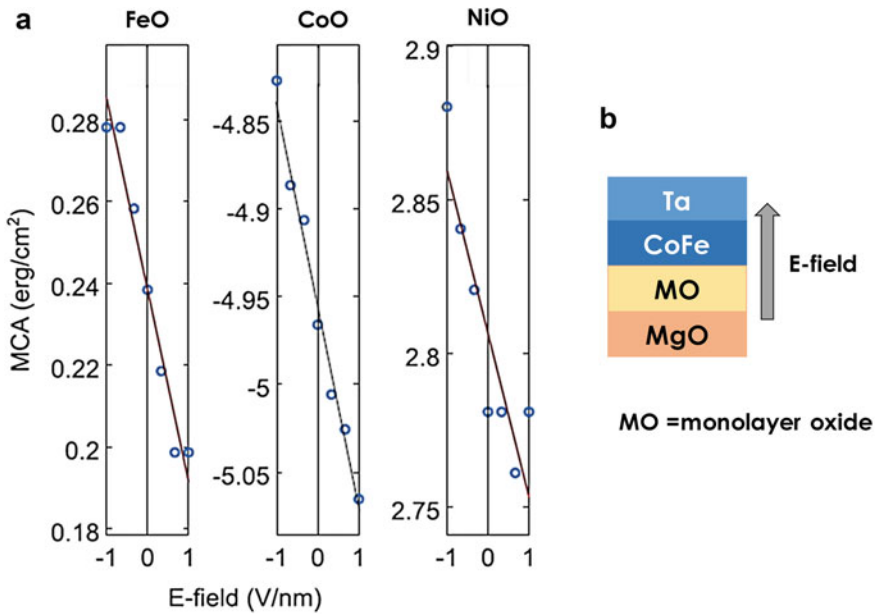 a
FeO
CoO
NiO
MCA (erg/cm²)
0.28
0.26
0.24
0.22
0.2
0.18
-4.85
-4.9
-4.95
-5
-5.05
2.9
2.85
2.8
2.75
-1 0 1
-1 0 1
-1 0 1
E-field (V/nm)
b
Ta
CoFe
MO
MgO
E-field
MO =monolayer oxide